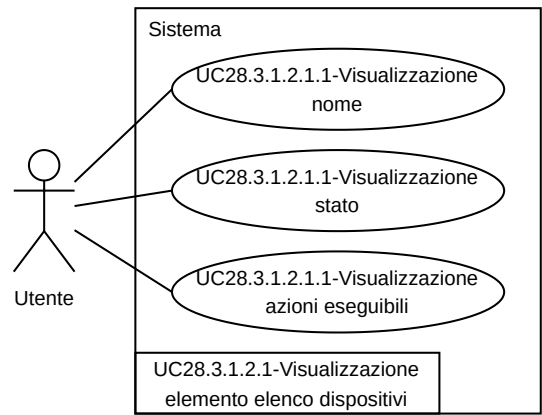 Sistema
UC28.3.1.2.1.1-Visualizzazione
nome
UC28.3.1.2.1.1-Visualizzazione
stato
UC28.3.1.2.1.1-Visualizzazione
azioni eseguibili
Utente
UC28.3.1.2.1-Visualizzazione
elemento elenco dispositivi